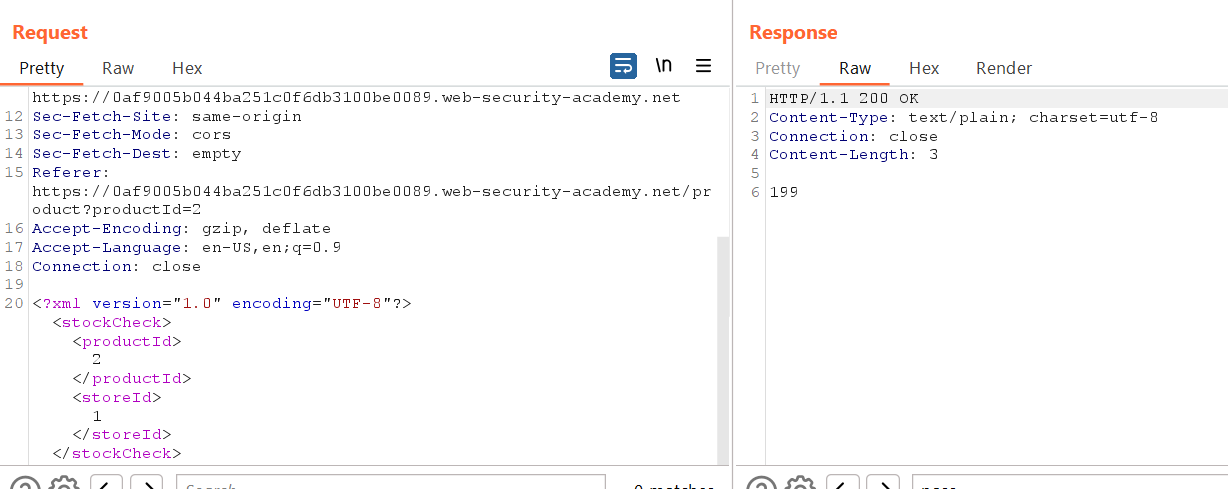 Request
Response
Pretty Raw Hex
\n
Pretty Raw Hex Render
https://0af9005b044ba251c0f6db3100be0089.web-security-academy.net
12 Sec-Fetch-Site: same-origin
13 Sec-Fetch-Mode: cors
14 Sec-Fetch-Dest: empty
15 Referer:
https://0af9005b044ba251c0f6db3100be0089.web-security-academy.net/pr
oduct?productId=2
16 Accept-Encoding: gzip, deflate
17 Accept-Language: en-US,en;q=0.9
18 Connection: close
19
20 <?xml version="1.0" encoding="UTF-8"?>
<stockCheck>
<productId>
2
</productId>
<storeId>
1
</storeId>
</stockCheck>
1 HTTP/1.1 200 OK
2 Content-Type: text/plain; charset=utf-8
3 Connection: close
4 Content-Length: 3
5
6 199
Search...
0 matches